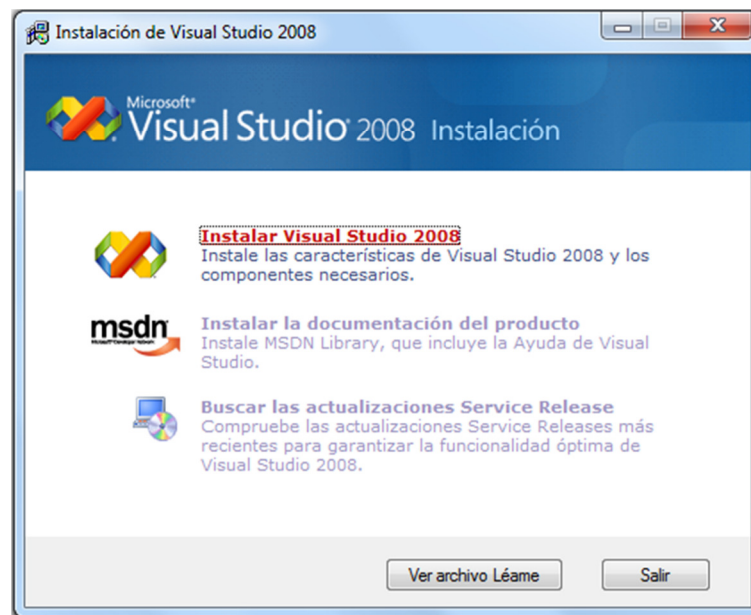 Instalación de Visual Studio 2008
Microsoft®
Visual Studio® 2008 Instalación
Instalar Visual Studio 2008
Instale las características de Visual Studio 2008 y los
componentes necesarios.
msdn
Instalar la documentación del producto
Instale MSDN Library, que incluye la Ayuda de Visual
Studio.
Buscar las actualizaciones Service Release
Compruebe las actualizaciones Service Releases más
recientes para garantizar la funcionalidad óptima de
Visual Studio 2008.
Ver archivo Léame
Salir